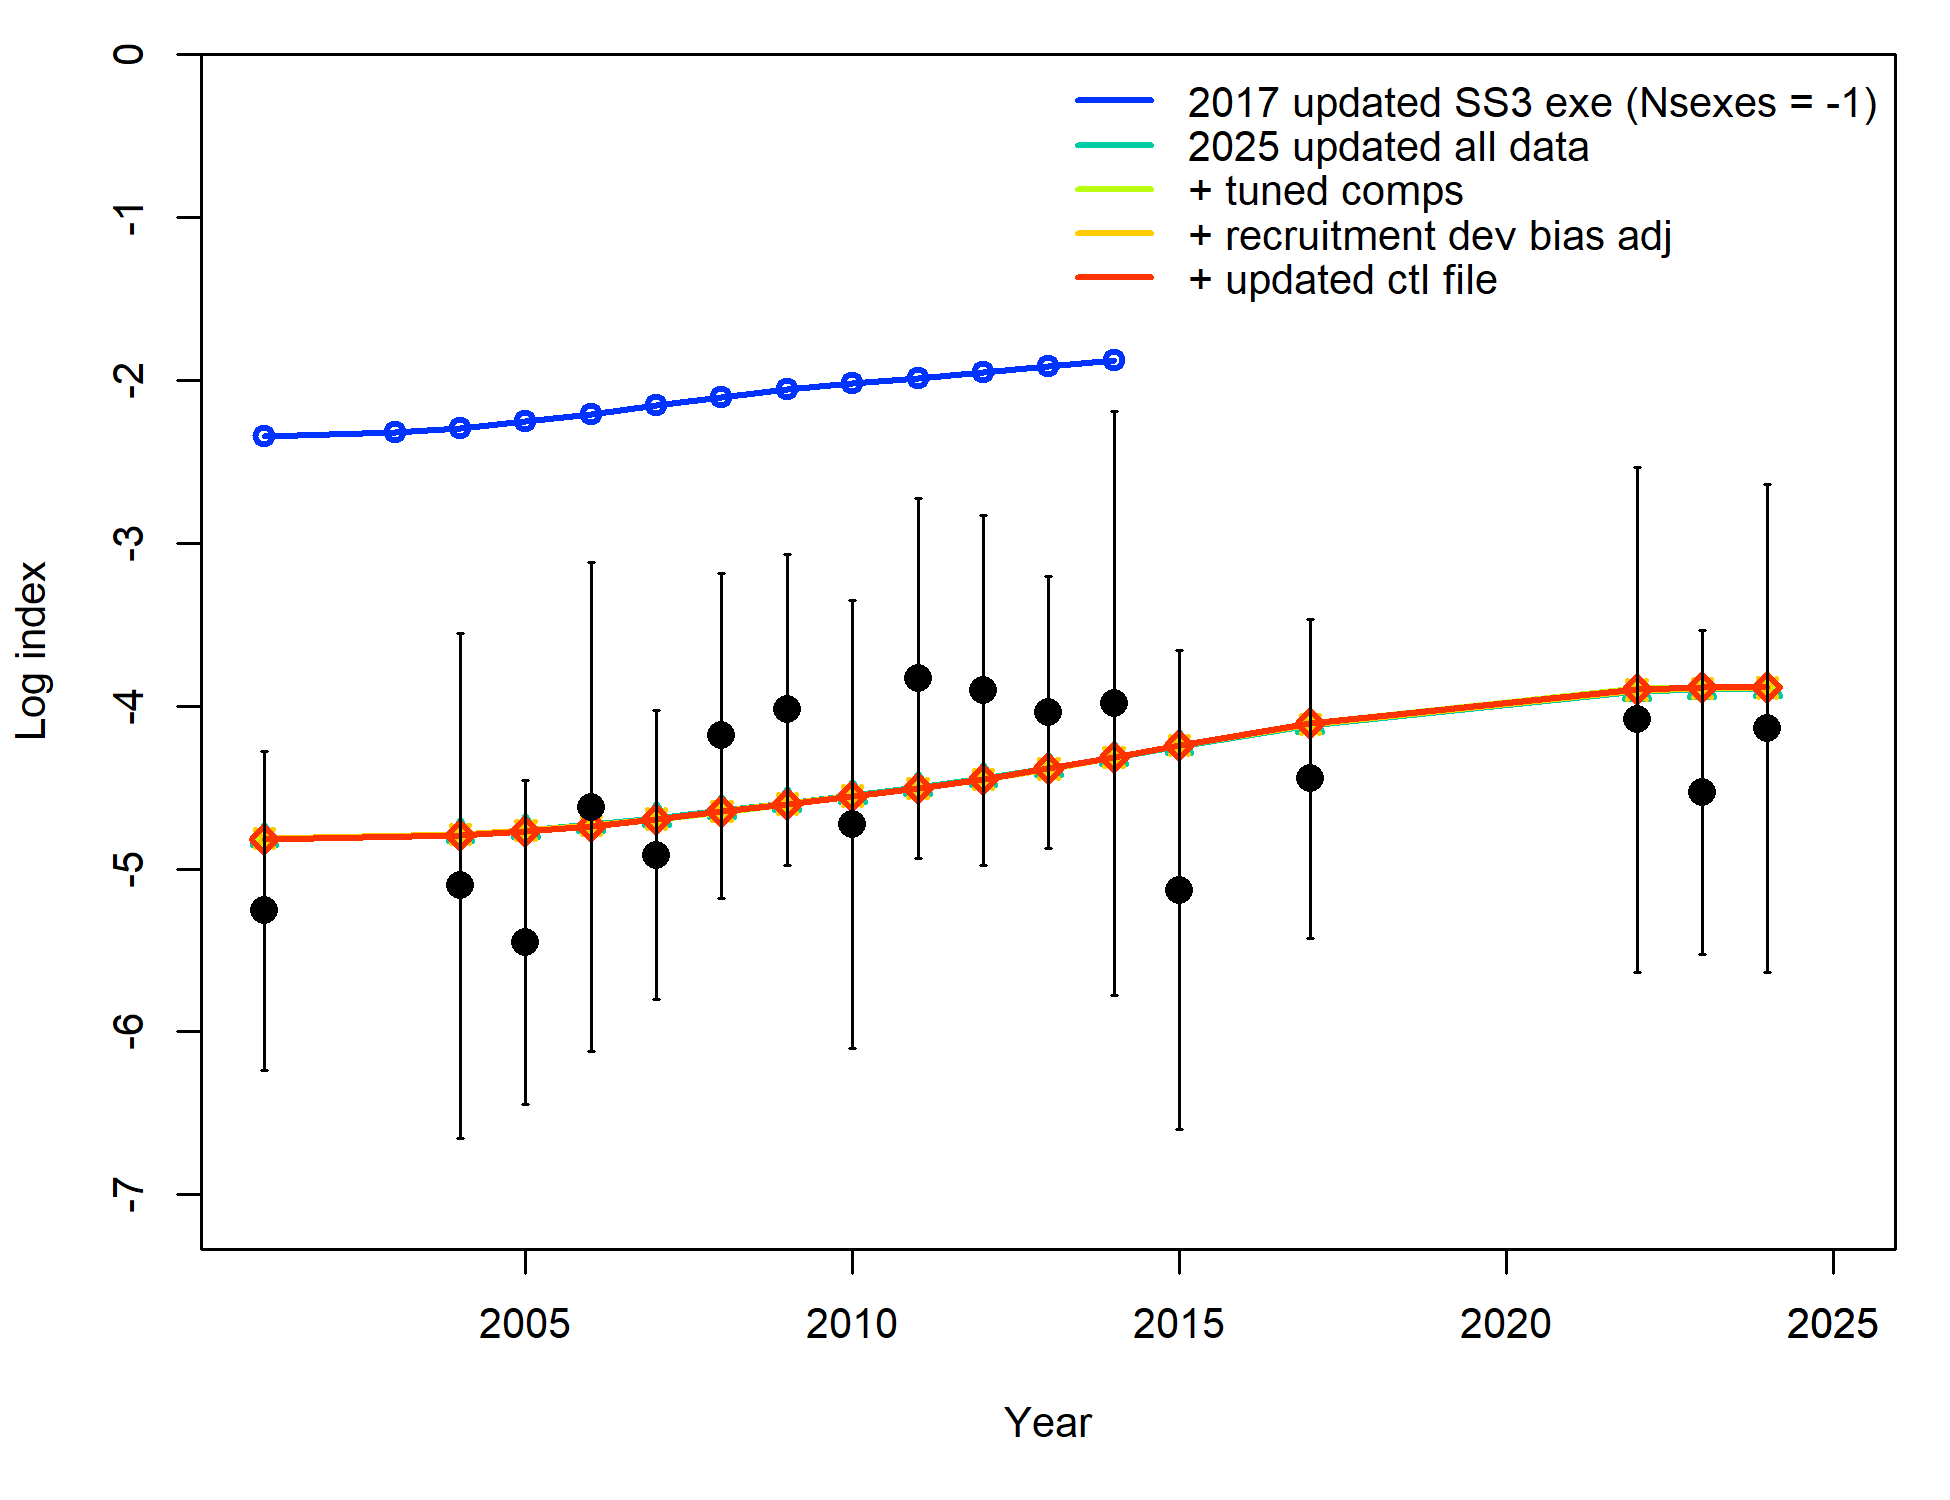 0
-1
-2
-3
-4
-5
-6
-7
Log index
2017 updated SS3 exe (Nsexes = -1)
2025 updated all data
+ tuned comps
+ recruitment dev bias adj
+ updated ctl file
2005 2010 2015 2020 2025
Year